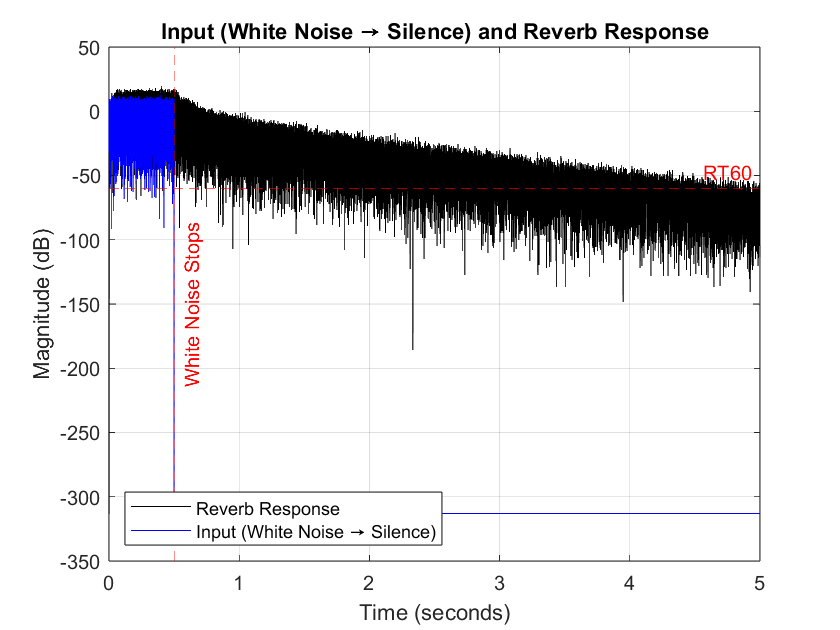 Input (White Noise → Silence) and Reverb Response
50
0
-50
-100
-150
-200
-250
-300
-350
Magnitude (dB)
RT60
White Noise Stops
Reverb Response
Input (White Noise → Silence)
0
1
2
3
4
5
Time (seconds)